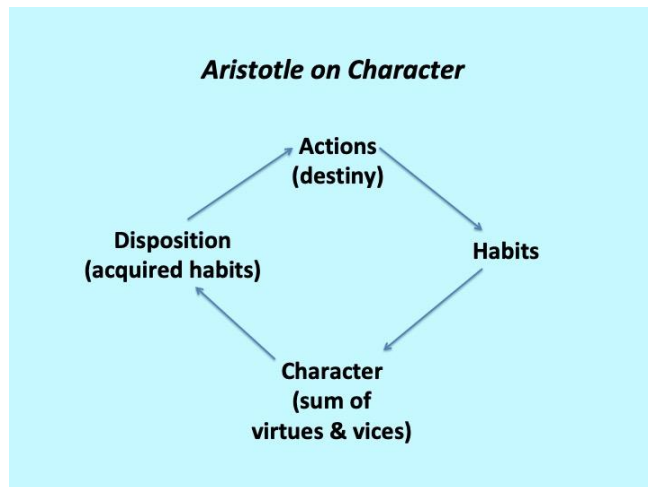 Aristotle on Character
Actions
(destiny)
Disposition
(acquired habits)
Habits
Character
(sum of
virtues & vices)